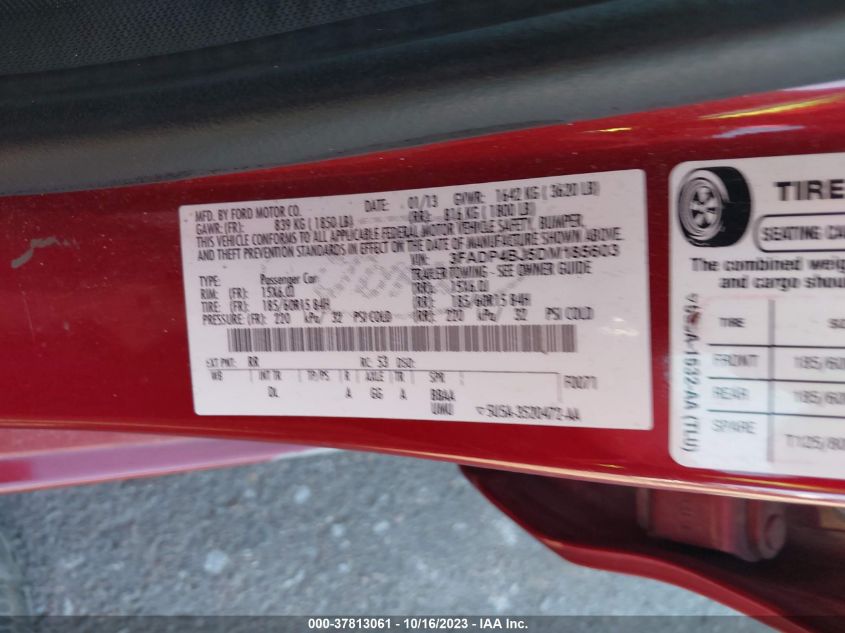 MFD. BY FORD MOTOR CO.
DATE: 01/13 GVWR: 1642 KG ( 3620 LB)
GAWR: (FR): 839 KG ( 1850 LB) (RR): 816 KG ( 1800 LB)
THIS VEHICLE CONFORMS TO ALL APPLICABLE FEDERAL MOTOR VEHICLE SAFETY, BUMPER,
AND THEFT PREVENTION STANDARDS IN EFFECT ON THE DATE OF MANUFACTURE SHOWN ABOVE.
VIN: 3FADP4BJ6DM185603
TYPE: Passenger Car TRAILER TOWING - SEE OWNER GUIDE
RIM: (FR): 15X6.0J (RR): 15X6.0J
TIRE: (FR): 185/60R15 84H (RR): 185/60R15 84H
PRESSURE: (FR): 220 kPa/ 32 PSI COLD (RR): 220 kPa/ 32 PSI COLD
EXT PNT: RR RC: 53 DSO:
WB INT TR TP/PS R AXLE TR SPR F0071
DL A GG A BBAA
UWU 5U5A-3520472-AA
TIRE
SEATING CA
The combined weig
and cargo shou
TIRE
FRONT 185/60
REAR 185/60
SPARE T125/80
A-1532-AA (TLU)
000-37813061 - 10/16/2023 - IAA Inc.